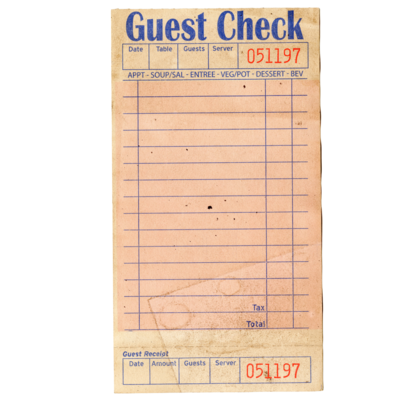 Guest Check
Date Table Guests Server 051197
APPT - SOUP/SAL - ENTREE - VEG/POT - DESSERT - BEV
Tax
Total
Guest Receipt
Date Amount Guests Server 051197